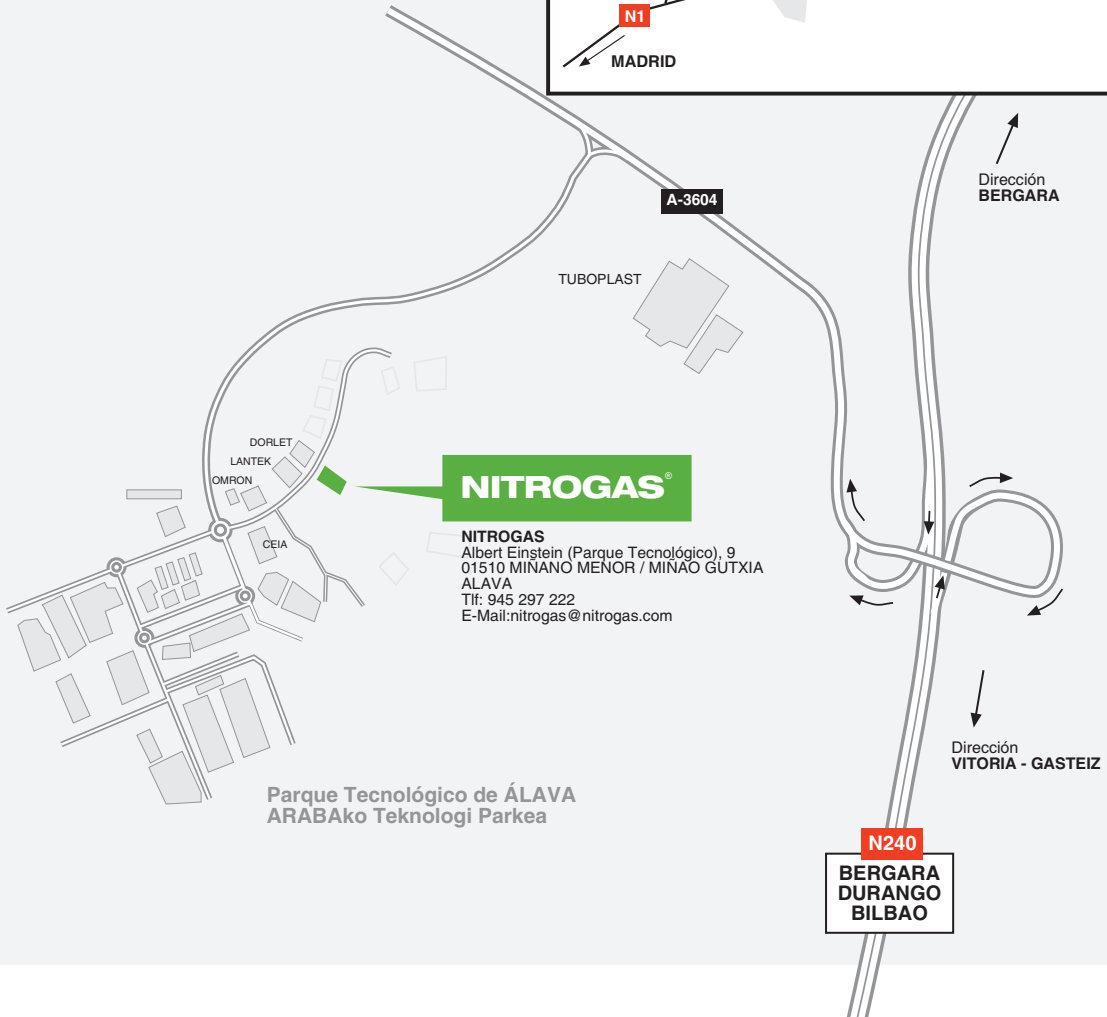 N1
MADRID
Dirección
BERGARA
A-3604
TUBOPLAST
DORLET
LANTEK
OMRON
CEIA
NITROGAS®
NITROGAS
Albert Einstein (Parque Tecnológico), 9
01510 MIÑANO MENOR / MIÑAO GUTXIA
ALAVA
Tlf: 945 297 222
E-Mail:nitrogas@nitrogas.com
Dirección
VITORIA - GASTEIZ
Parque Tecnológico de ÁLAVA
ARABAko Teknologi Parkea
N240
BERGARA
DURANGO
BILBAO